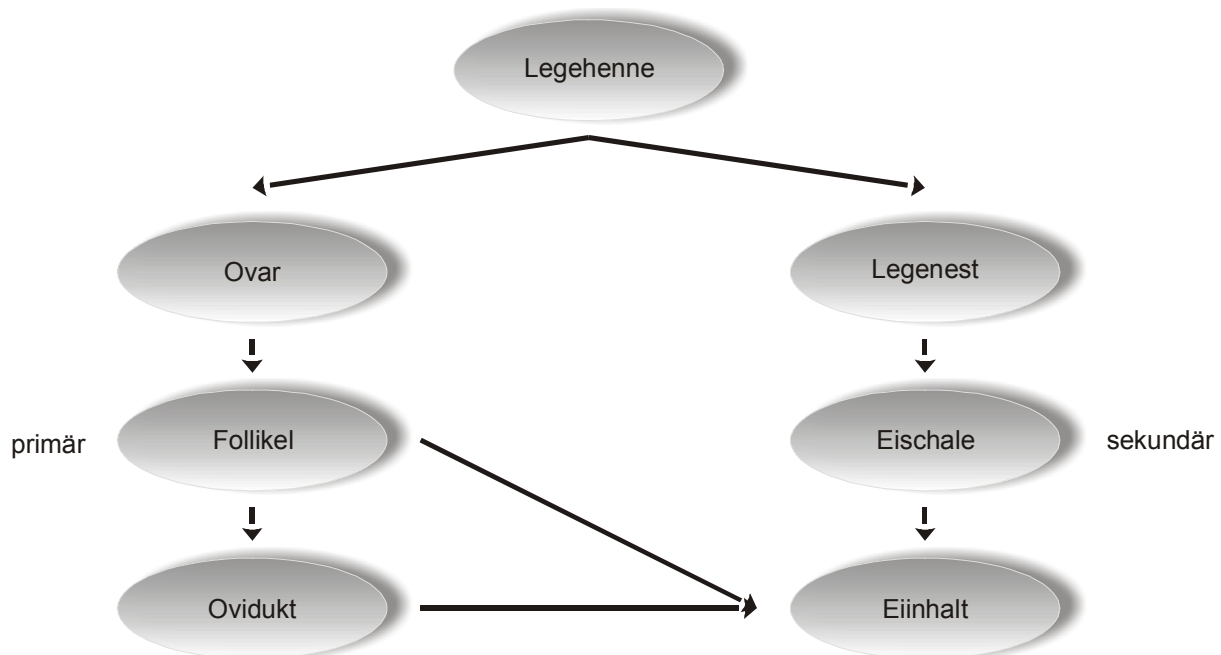 Legehenne
Ovar
Legenest
primär
Follikel
Eischale
sekundär
Ovidukt
Eiinhalt